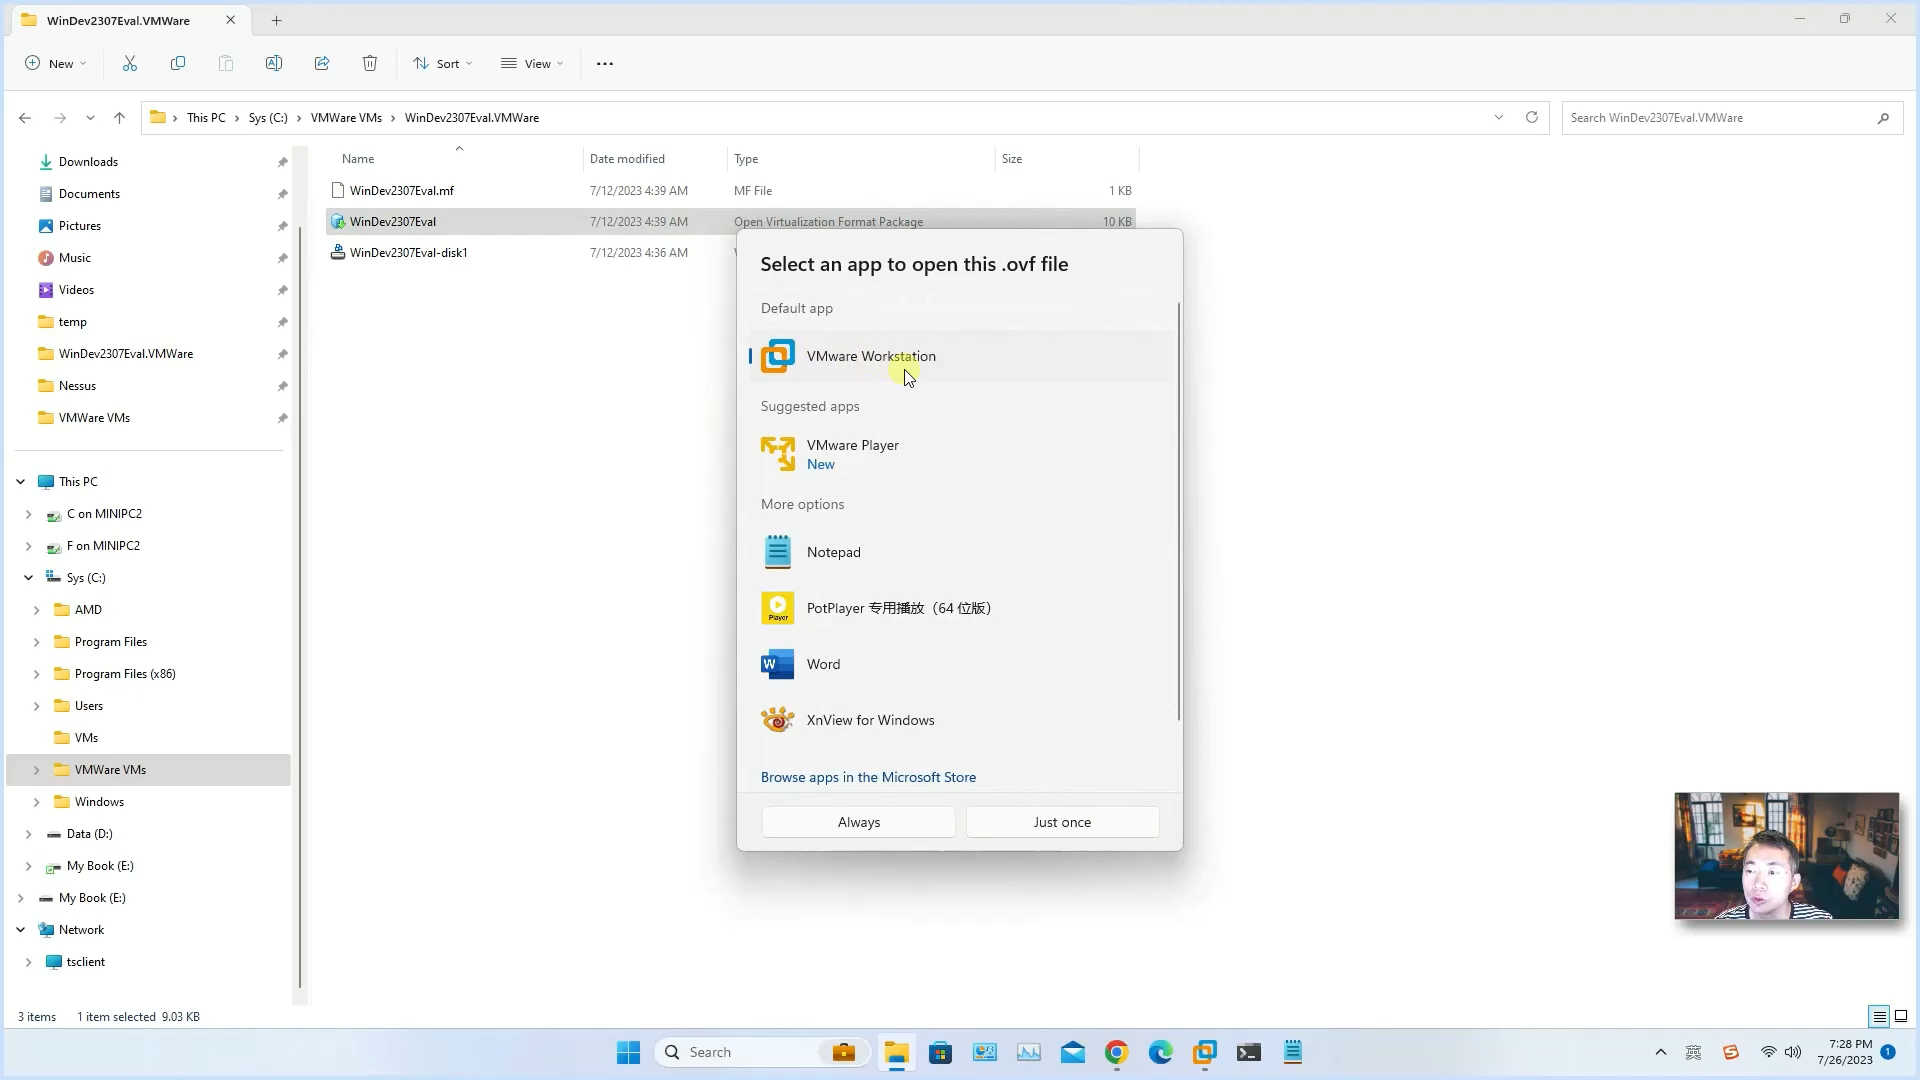 WinDev2307Eval.VMWare
New
Sort
View
This PC
Sys (C:)
VMWare VMs
WinDev2307Eval.VMWare
Search WinDev2307Eval.VMWare
Name
Date modified
Type
Size
WinDev2307Eval.mf
7/12/2023 4:39 AM
MF File
1 KB
WinDev2307Eval
7/12/2023 4:39 AM
Open Virtualization Format Package
10 KB
WinDev2307Eval-disk1
7/12/2023 4:36 AM
Downloads
Documents
Pictures
Music
Videos
temp
WinDev2307Eval.VMWare
Nessus
VMWare VMs
This PC
C on MINIPC2
F on MINIPC2
Sys (C:)
AMD
Program Files
Program Files (x86)
Users
VMs
VMWare VMs
Windows
Data (D:)
My Book (E:)
My Book (E:)
Network
tsclient
Select an app to open this .ovf file
Default app
VMware Workstation
Suggested apps
VMware Player
New
More options
Notepad
Player
PotPlayer 专用播放（64 位版）
W
Word
XnView for Windows
Browse apps in the Microsoft Store
Always
Just once
3 items
1 item selected 9.03 KB
Search
英
7:28 PM
7/26/2023
1